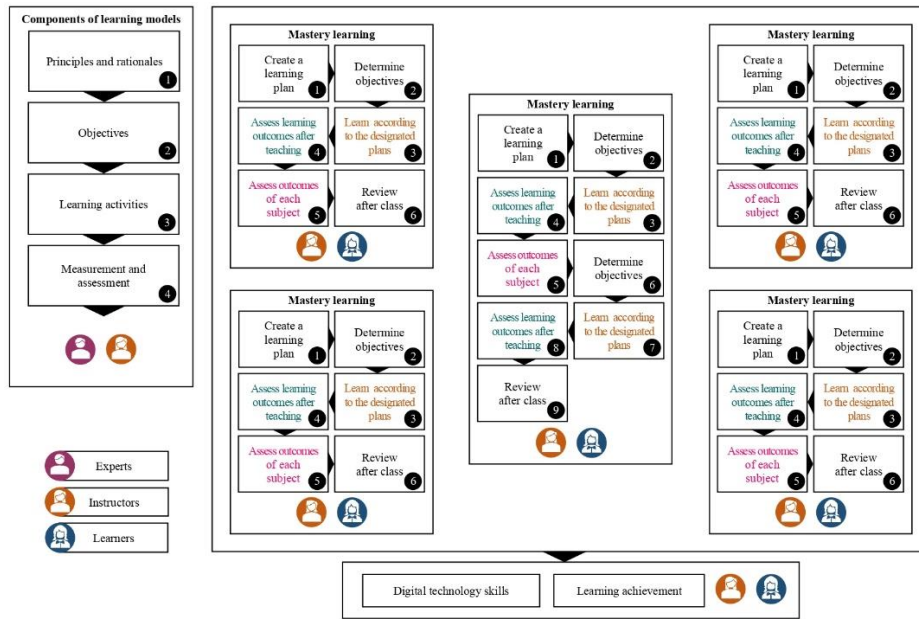 Components of learning models
Principles and rationales
1
Objectives
2
Learning activities
3
Measurement and
assessment
4
Experts
Instructors
Learners
Mastery learning
Create a
learning
plan
1
Determine
objectives
2
Assess learning
outcomes after
teaching
4
Learn according
to the designated
plans
3
Assess outcomes
of each
subject
5
Review
after class
6
Mastery learning
Create a
learning
plan
1
Determine
objectives
2
Assess learning
outcomes after
teaching
4
Learn according
to the designated
plans
3
Assess outcomes
of each
subject
5
Review
after class
6
Mastery learning
Create a
learning
plan
1
Determine
objectives
2
Assess learning
outcomes after
teaching
4
Learn according
to the designated
plans
3
Assess outcomes
of each subject
5
Determine
objectives
6
Assess learning
outcomes after
teaching
8
Learn according
to the designated
plans
7
Review
after class
9
Mastery learning
Create a
learning
plan
1
Determine
objectives
2
Assess learning
outcomes after
teaching
4
Learn according
to the designated
plans
3
Assess outcomes
of each
subject
5
Review
after class
6
Mastery learning
Create a
learning
plan
1
Determine
objectives
2
Assess learning
outcomes after
teaching
4
Learn according
to the designated
plans
3
Assess outcomes
of each
subject
5
Review
after class
6
Digital technology skills
Learning achievement